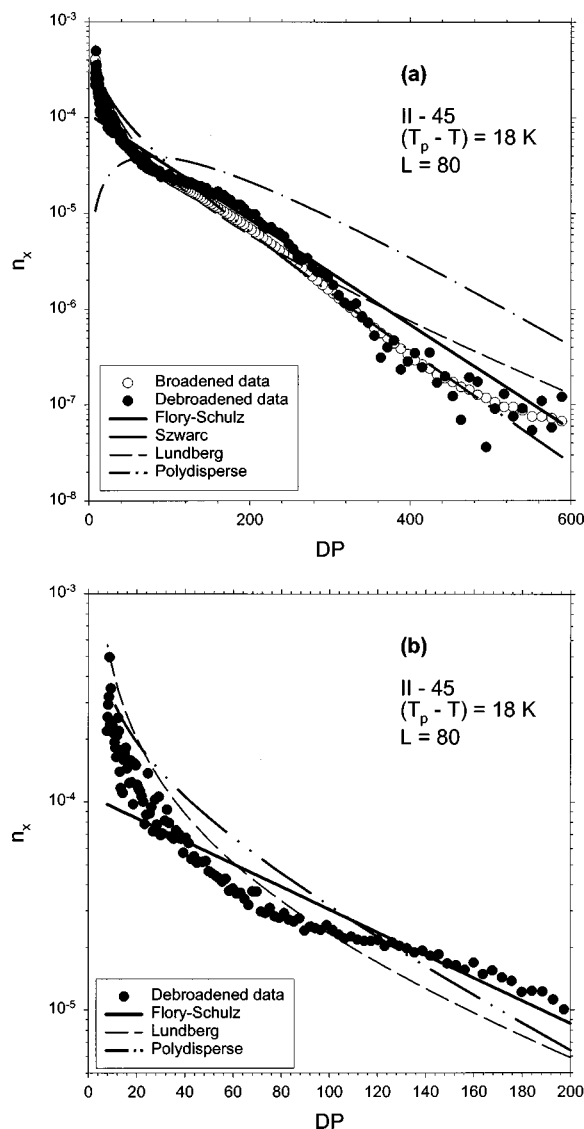 10⁻³
10⁻⁴
10⁻⁵
10⁻⁶
10⁻⁷
10⁻⁸
nₓ
(a)
II - 45
(Tₚ - T) = 18 K
L = 80
Broadened data
Debroadened data
Flory-Schulz
Szwarc
Lundberg
Polydisperse
0 200 400 600
DP
10⁻³
10⁻⁴
10⁻⁵
nₓ
(b)
II - 45
(Tₚ - T) = 18 K
L = 80
Debroadened data
Flory-Schulz
Lundberg
Polydisperse
0 20 40 60 80 100 120 140 160 180 200
DP